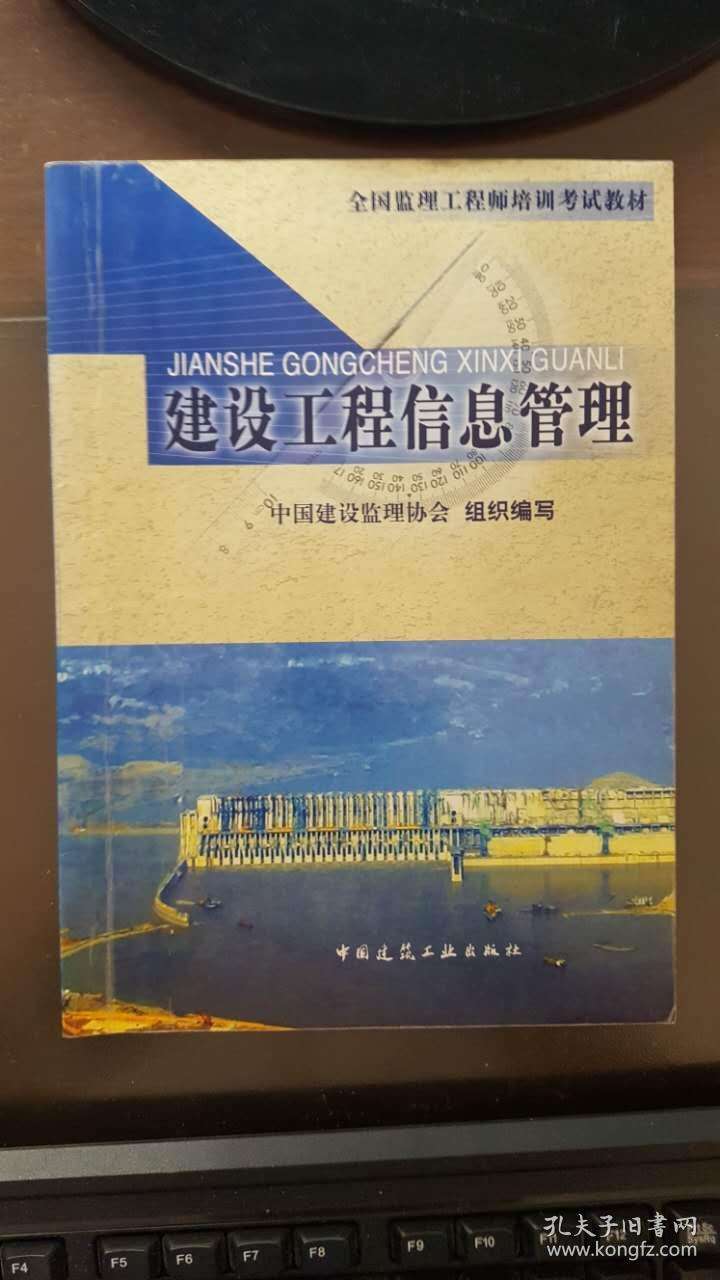 全国监理工程师培训考试教材
JIANSHE GONGCHENG XINXI GUANLI
建设工程信息管理
中国建设监理协会 组织编写
中国建筑工业出版社
F4 F5 F6 F7 F8 F9 F10 F11 F12
孔夫子旧書网
www.kongfz.com